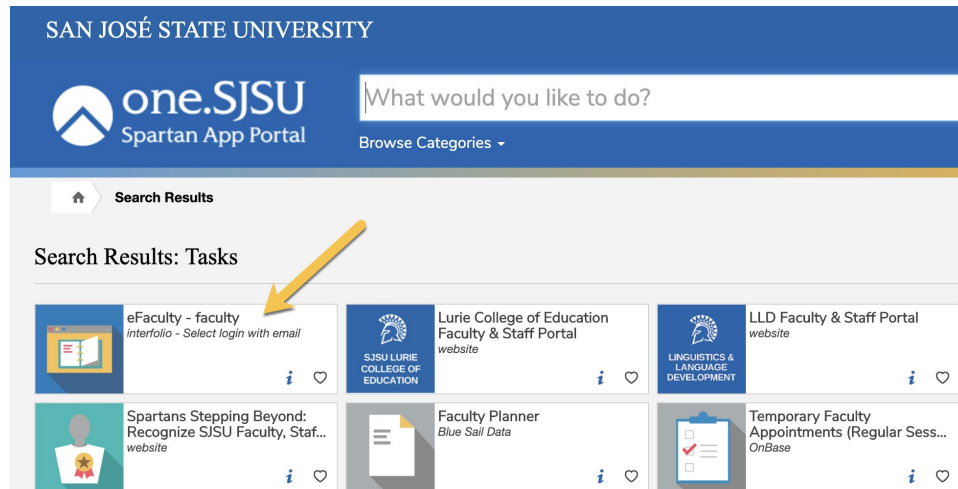 SAN JOSÉ STATE UNIVERSITY
one.SJSU
Spartan App Portal
What would you like to do?
Browse Categories
Search Results
Search Results: Tasks
eFaculty - faculty
interfolio - Select login with email
i
SJSU LURIE
COLLEGE OF
EDUCATION
Lurie College of Education
Faculty & Staff Portal
website
i
LINGUISTICS &
LANGUAGE
DEVELOPMENT
LLD Faculty & Staff Portal
website
i
Spartans Stepping Beyond:
Recognize SJSU Faculty, Staf...
website
i
Faculty Planner
Blue Sail Data
i
Temporary Faculty
Appointments (Regular Sess...
OnBase
i